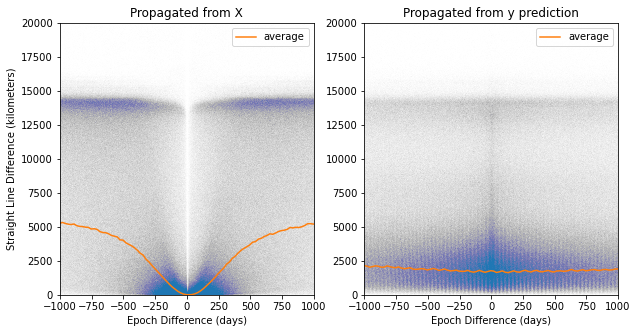 Propagated from X
Propagated from y prediction
Straight Line Difference (kilometers)
20000
17500
15000
12500
10000
7500
5000
2500
0
average
−1000 −750 −500 −250 0 250 500 750 1000
Epoch Difference (days)
20000
17500
15000
12500
10000
7500
5000
2500
0
average
−1000 −750 −500 −250 0 250 500 750 1000
Epoch Difference (days)